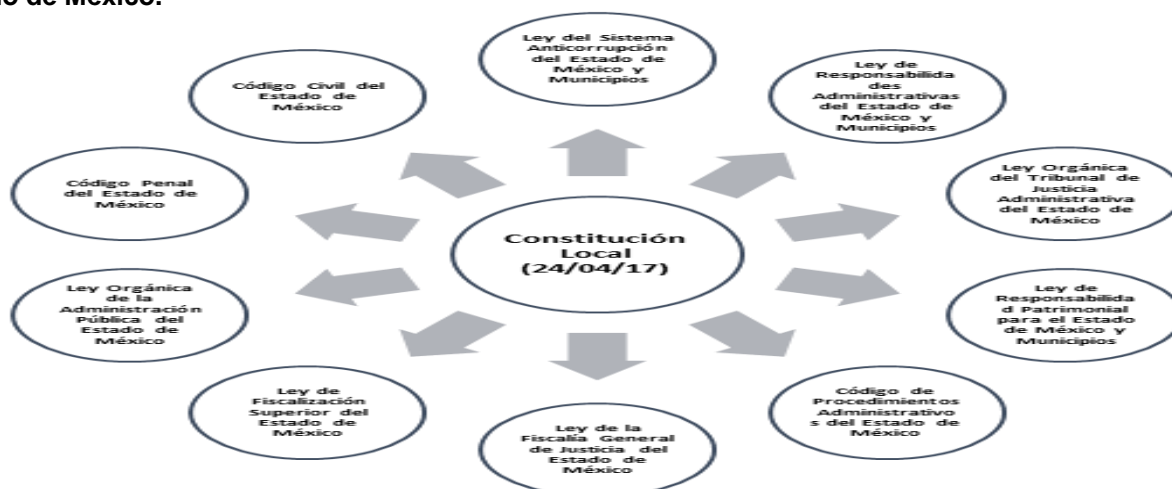 do de México.
Ley del Sistema
Anticorrupción
del Estado de
México y
Municipios
Ley de
Responsabilida
des
Administrativas
del Estado de
México y
Municipios
Ley Orgánica
del Tribunal de
Justicia
Administrativa
del Estado de
México
Ley de
Responsabilida
d Patrimonial
para el Estado
de México y
Municipios
Código de
Procedimientos
Administrativo
s del Estado de
México
Ley de la
Fiscalía General
de Justicia del
Estado de
México
Ley de
Fiscalización
Superior del
Estado de
México
Ley Orgánica
de la
Administración
Pública del
Estado de
México
Código Penal
del Estado de
México
Código Civil del
Estado de
México
Constitución
Local
(24/04/17)